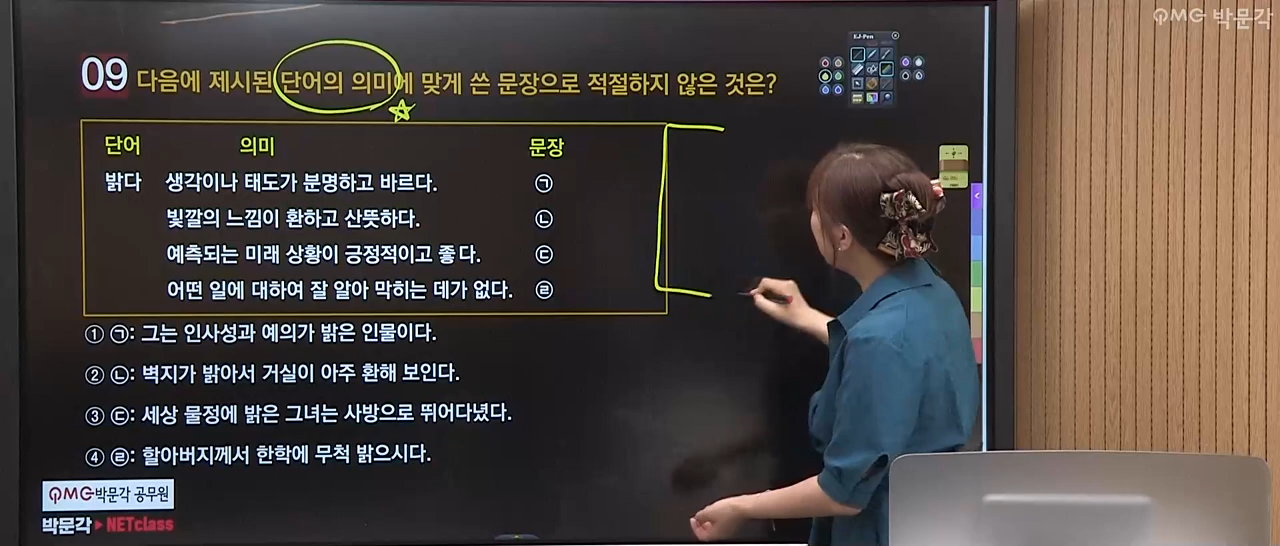 QMG 박문각
09 다음에 제시된 단어의 의미에 맞게 쓴 문장으로 적절하지 않은 것은?
EJ-Pen
단어 의미 문장
밝다 생각이나 태도가 분명하고 바르다. ㉠
빛깔의 느낌이 환하고 산뜻하다. ㉡
예측되는 미래 상황이 긍정적이고 좋다. ㉢
어떤 일에 대하여 잘 알아 막히는 데가 없다. ㉣
① ㉠: 그는 인사성과 예의가 밝은 인물이다.
② ㉡: 벽지가 밝아서 거실이 아주 환해 보인다.
③ ㉢: 세상 물정에 밝은 그녀는 사방으로 뛰어다녔다.
④ ㉣: 할아버지께서 한학에 무척 밝으시다.
QMG박문각 공무원
박문각 ▶ NETclass